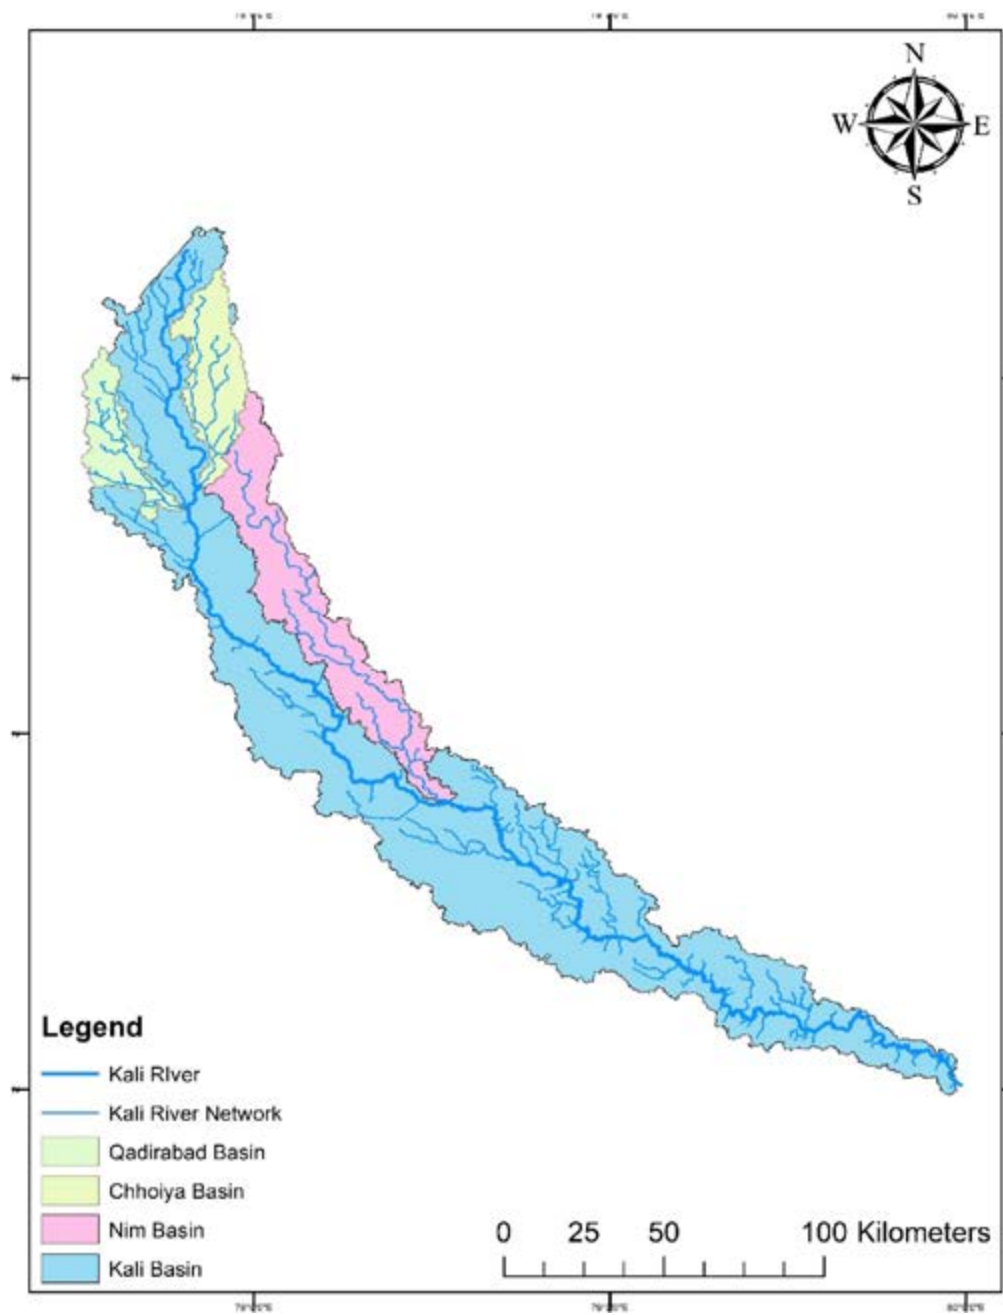 N
W E
S
Legend
Kali RIver
Kali River Network
Qadirabad Basin
Chhoiya Basin
Nim Basin
Kali Basin
0 25 50 100 Kilometers